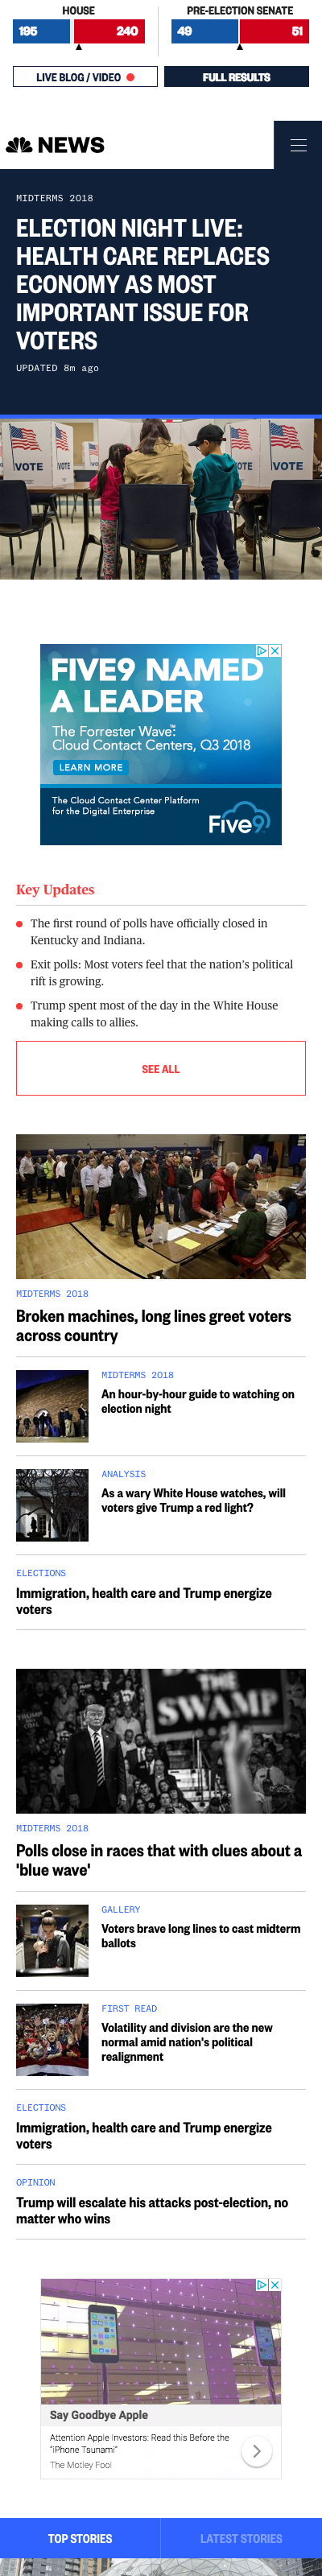 HOUSE
195 240
PRE-ELECTION SENATE
49 51
LIVE BLOG / VIDEO
FULL RESULTS
NEWS
MIDTERMS 2018
ELECTION NIGHT LIVE:
HEALTH CARE REPLACES
ECONOMY AS MOST
IMPORTANT ISSUE FOR
VOTERS
UPDATED 8m ago
VOTE
VOTE
VOTE
FIVE9 NAMED
A LEADER
The Forrester Wave™:
Cloud Contact Centers, Q3 2018
LEARN MORE
The Cloud Contact Center Platform
for the Digital Enterprise
Five9
Key Updates
The first round of polls have officially closed in
Kentucky and Indiana.
Exit polls: Most voters feel that the nation's political
rift is growing.
Trump spent most of the day in the White House
making calls to allies.
SEE ALL
MIDTERMS 2018
Broken machines, long lines greet voters
across country
MIDTERMS 2018
An hour-by-hour guide to watching on
election night
ANALYSIS
As a wary White House watches, will
voters give Trump a red light?
ELECTIONS
Immigration, health care and Trump energize
voters
THE
SWAMP
MIDTERMS 2018
Polls close in races that with clues about a
'blue wave'
GALLERY
Voters brave long lines to cast midterm
ballots
FIRST READ
Volatility and division are the new
normal amid nation's political
realignment
ELECTIONS
Immigration, health care and Trump energize
voters
OPINION
Trump will escalate his attacks post-election, no
matter who wins
Say Goodbye Apple
Attention Apple Investors: Read this Before the
"iPhone Tsunami"
The Motley Fool
TOP STORIES
LATEST STORIES